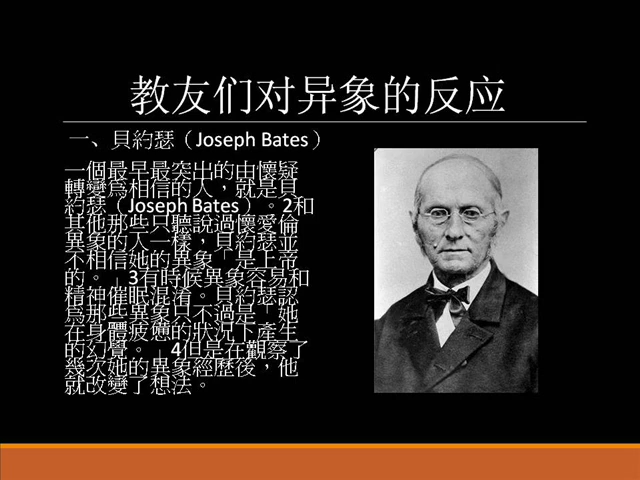 教友们对异象的反应
一、貝約瑟（Joseph Bates）
一個最早最突出的由懷疑
轉變爲相信的人，就是貝
約瑟（Joseph Bates）。2和
其他那些只聽說過懷愛倫
異象的人一樣，貝約瑟並
不相信她的異象「是上帝
的。」3有時候異象容易和
精神催眠混淆。貝約瑟認
爲那些異象只不過是「她
在身體疲憊的狀況下產生
的幻覺。」4但是在觀察了
幾次她的異象經歷後，他
就改變了想法。